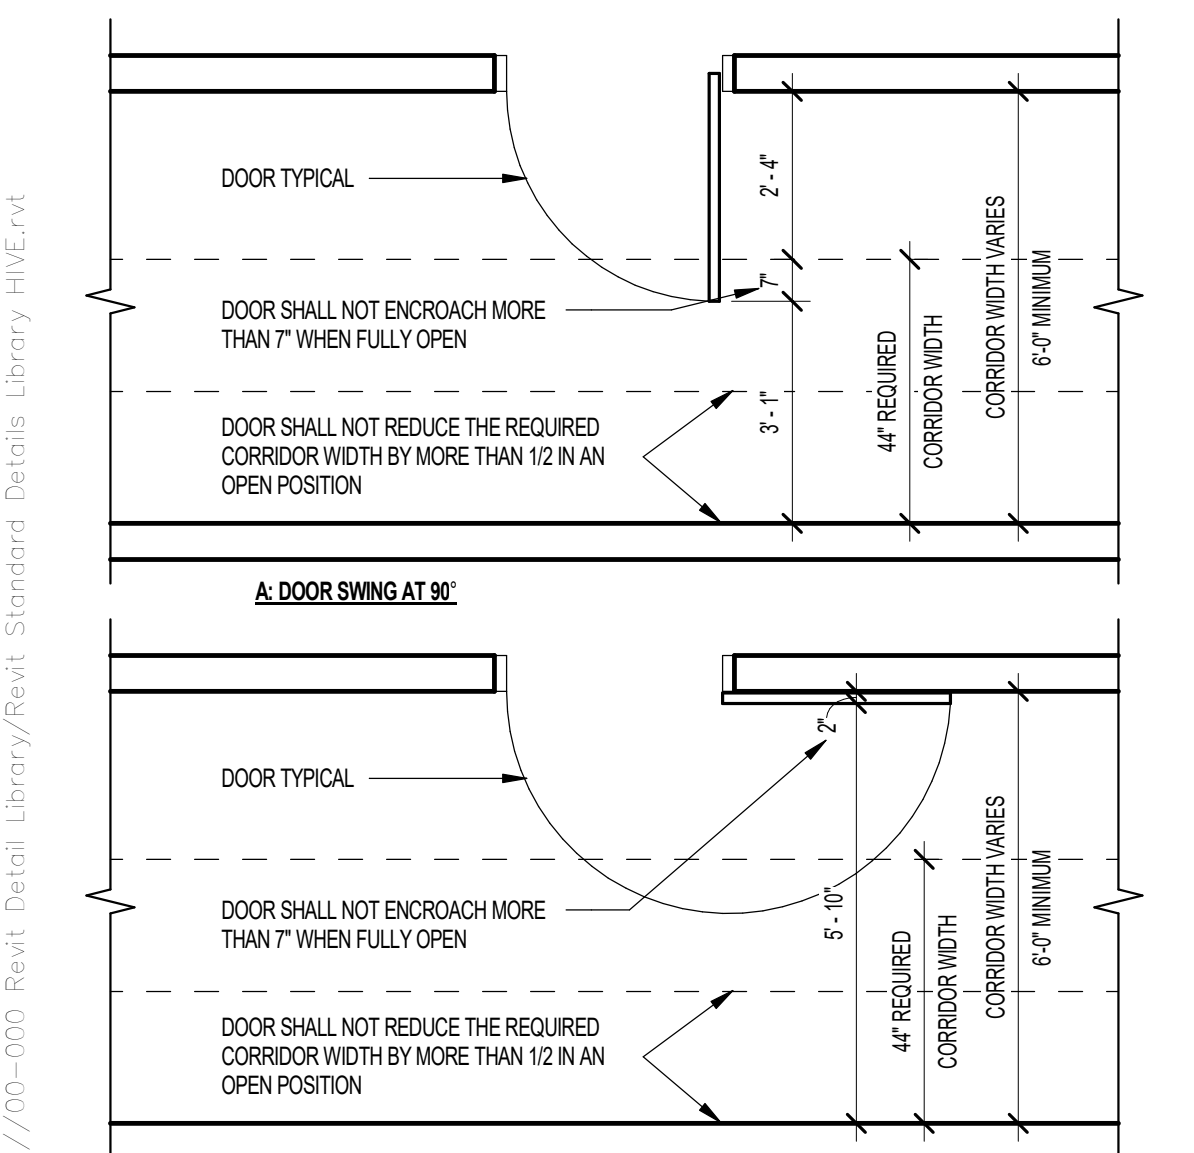 //00-000 Revit Detail Library/Revit Standard Details Library HIVE.rvt
DOOR TYPICAL
2' - 4"
7"
DOOR SHALL NOT ENCROACH MORE
THAN 7" WHEN FULLY OPEN
DOOR SHALL NOT REDUCE THE REQUIRED
CORRIDOR WIDTH BY MORE THAN 1/2 IN AN
OPEN POSITION
3' - 1"
44" REQUIRED
CORRIDOR WIDTH
CORRIDOR WIDTH VARIES
6'-0" MINIMUM
A: DOOR SWING AT 90°
DOOR TYPICAL
2"
DOOR SHALL NOT ENCROACH MORE
THAN 7" WHEN FULLY OPEN
DOOR SHALL NOT REDUCE THE REQUIRED
CORRIDOR WIDTH BY MORE THAN 1/2 IN AN
OPEN POSITION
5' - 10"
44" REQUIRED
CORRIDOR WIDTH
CORRIDOR WIDTH VARIES
6'-0" MINIMUM